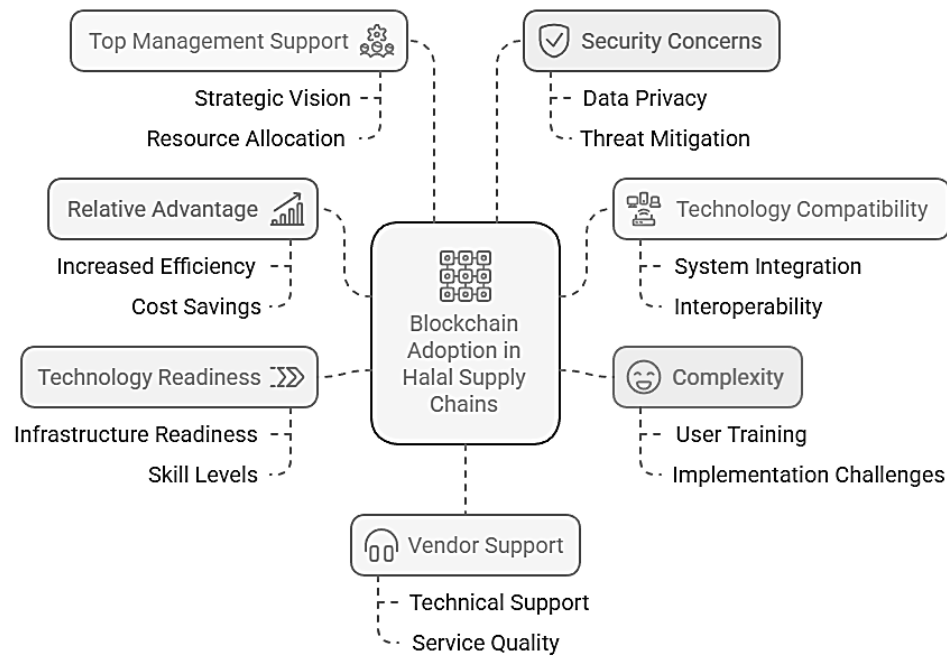 Top Management Support
Strategic Vision
Resource Allocation
Security Concerns
Data Privacy
Threat Mitigation
Relative Advantage
Increased Efficiency
Cost Savings
Blockchain
Adoption in
Halal Supply
Chains
Technology Compatibility
System Integration
Interoperability
Technology Readiness
Infrastructure Readiness
Skill Levels
Complexity
User Training
Implementation Challenges
Vendor Support
Technical Support
Service Quality